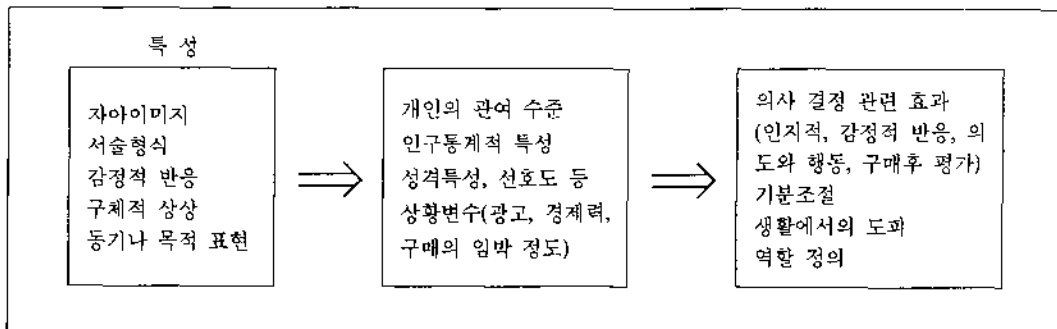 특 성
자아이미지
서술형식
감정적 반응
구체적 상상
동기나 목적 표현
개인의 관여 수준
인구통계적 특성
성격특성, 선호도 등
상황변수(광고, 경제력,
구매의 임박 정도)
의사 결정 관련 효과
(인지적, 감정적 반응, 의
도와 행동, 구매후 평가)
기분조절
생활에서의 도피
역할 정의